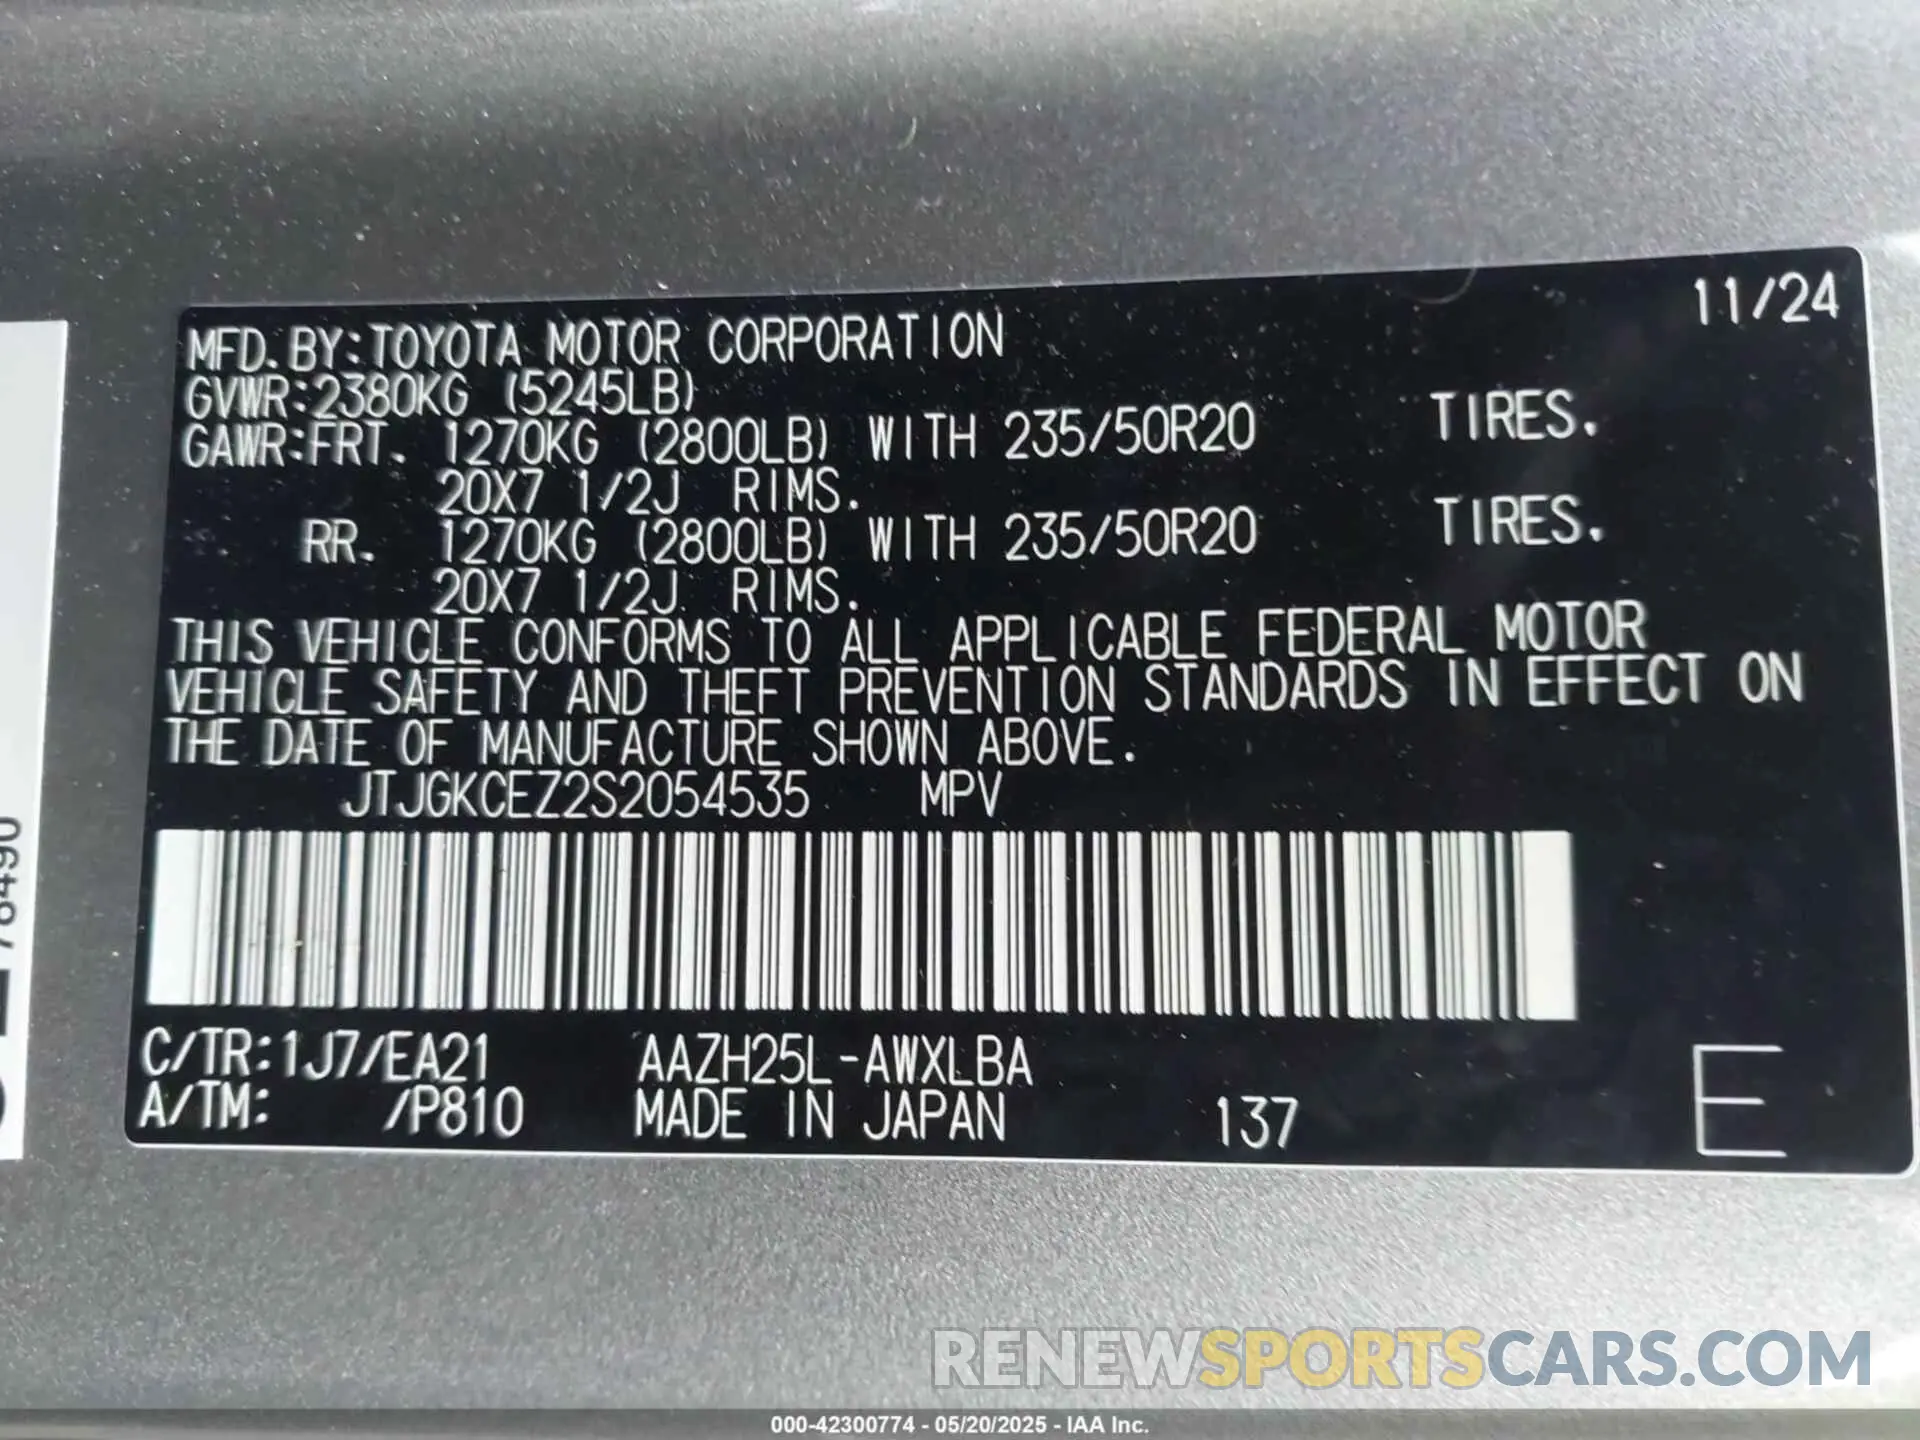 11/24
MFD. BY: TOYOTA MOTOR CORPORATION
GVWR: 2380KG (5245LB)
GAWR: FRT. 1270KG (2800LB) WITH 235/50R20 TIRES.
20X7 1/2J RIMS.
RR. 1270KG (2800LB) WITH 235/50R20 TIRES.
20X7 1/2J RIMS.
THIS VEHICLE CONFORMS TO ALL APPLICABLE FEDERAL MOTOR
VEHICLE SAFETY AND THEFT PREVENTION STANDARDS IN EFFECT ON
THE DATE OF MANUFACTURE SHOWN ABOVE.
JTJGKCEZ2S2054535 MPV
C/TR: 1J7/EA21 AAZH25L-AWXLBA
A/TM: /P810 MADE IN JAPAN 137 E
RENEWSPORTSCARS.COM
000-42300774 - 05/20/2025 - IAA Inc.